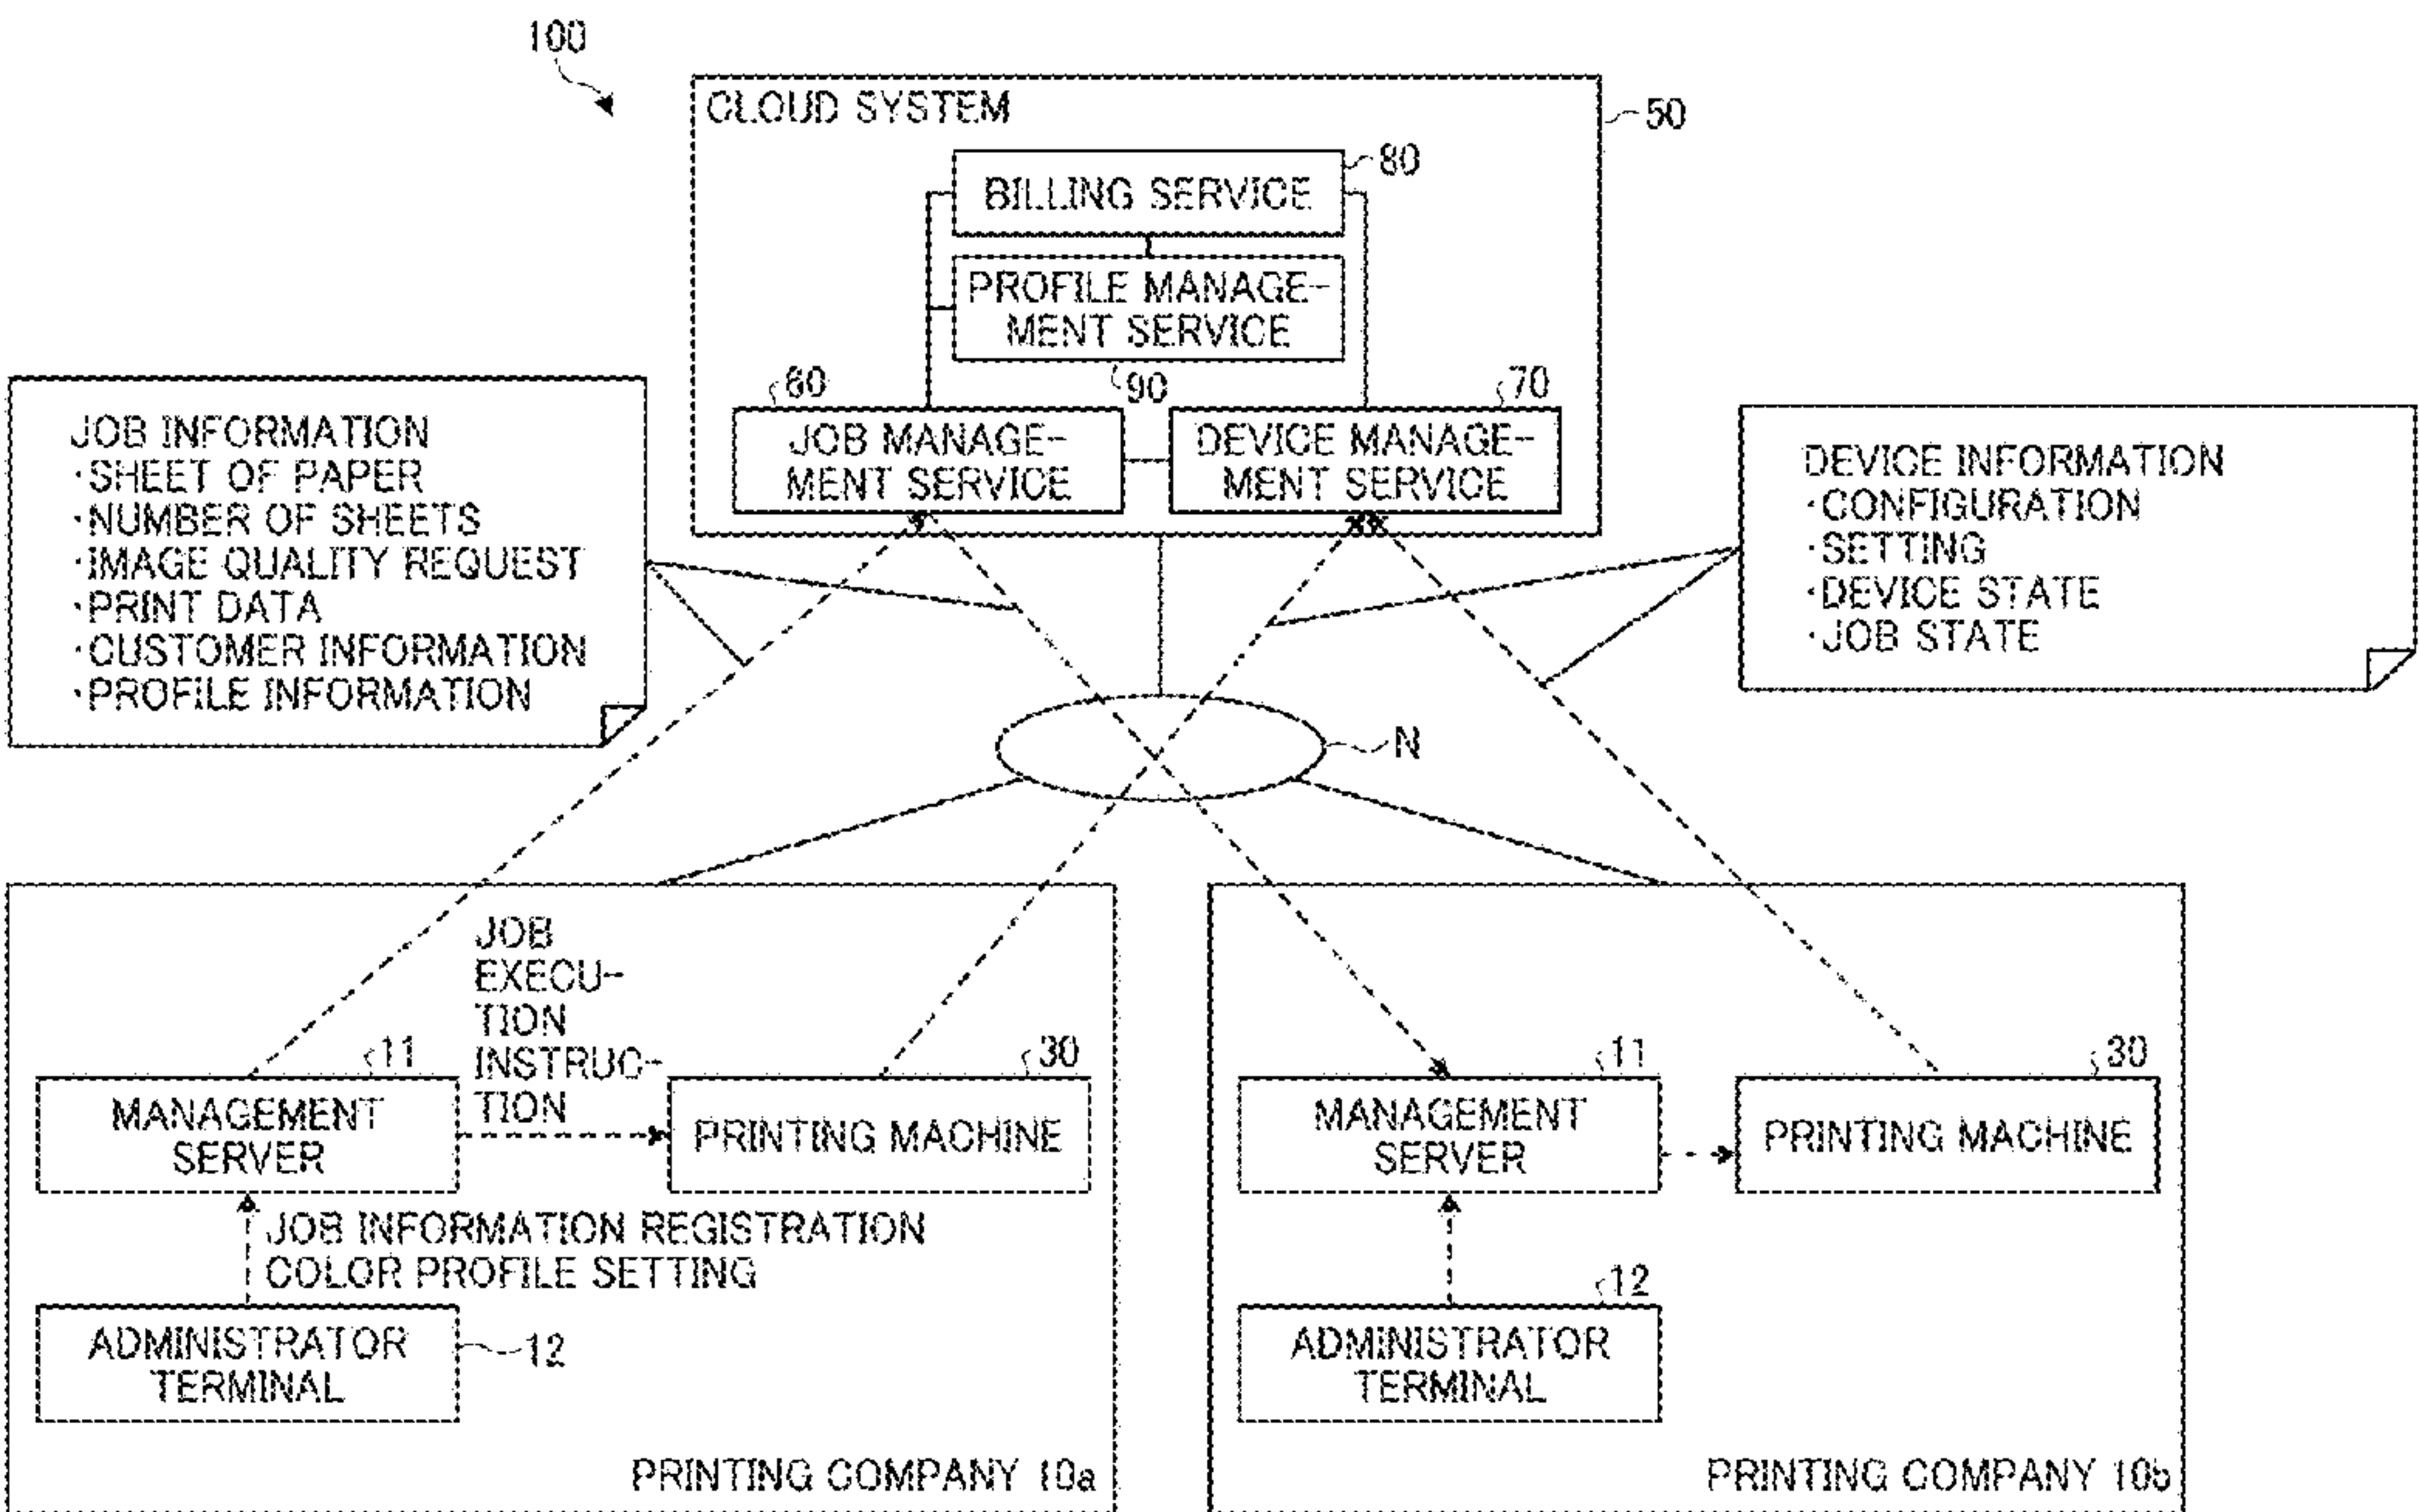 100
CLOUD SYSTEM
50
80
BILLING SERVICE
PROFILE MANAGE-
MENT SERVICE
90
60
JOB MANAGE-
MENT SERVICE
70
DEVICE MANAGE-
MENT SERVICE
JOB INFORMATION
·SHEET OF PAPER
·NUMBER OF SHEETS
·IMAGE QUALITY REQUEST
·PRINT DATA
·CUSTOMER INFORMATION
·PROFILE INFORMATION
DEVICE INFORMATION
·CONFIGURATION
·SETTING
·DEVICE STATE
·JOB STATE
N
JOB
EXECU-
TION
INSTRUC-
TION
11
MANAGEMENT
SERVER
30
PRINTING MACHINE
JOB INFORMATION REGISTRATION
COLOR PROFILE SETTING
ADMINISTRATOR
TERMINAL
12
PRINTING COMPANY 10a
11
MANAGEMENT
SERVER
30
PRINTING MACHINE
12
ADMINISTRATOR
TERMINAL
PRINTING COMPANY 10b